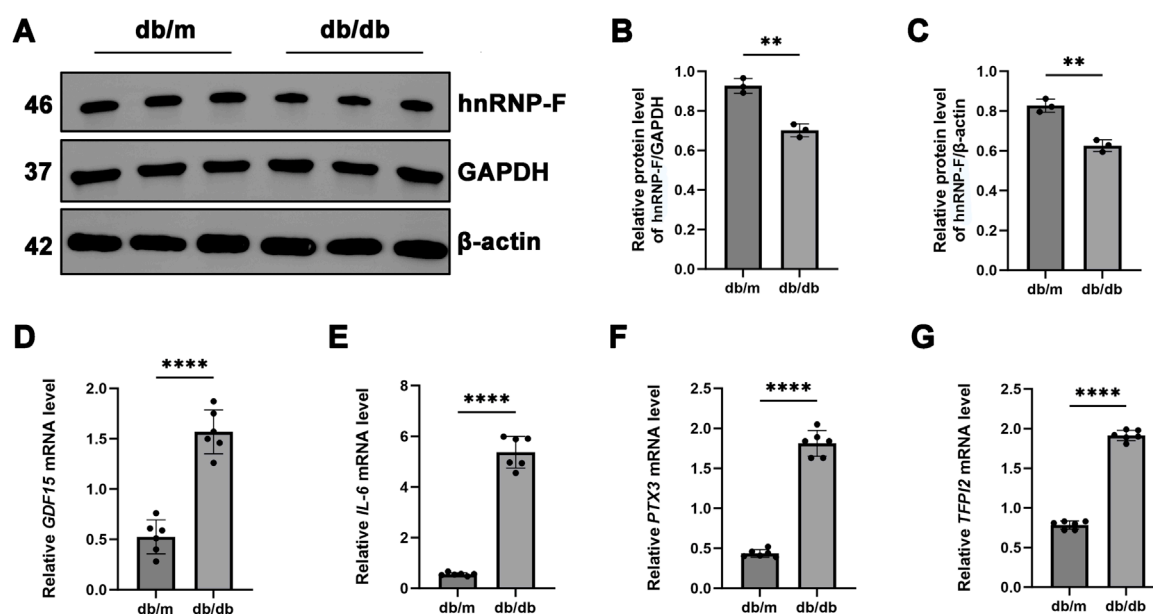 A
db/m
db/db
46
hnRNP-F
37
GAPDH
42
β-actin
B
Relative protein level
of hnRNP-F/GAPDH
**
1.0
0.8
0.6
0.4
0.2
0.0
db/m
db/db
C
Relative protein level
of hnRNP-F/β-actin
**
1.0
0.8
0.6
0.4
0.2
0.0
db/m
db/db
D
Relative GDF15 mRNA level
****
2.0
1.5
1.0
0.5
0.0
db/m
db/db
E
Relative IL-6 mRNA level
****
8
6
4
2
0
db/m
db/db
F
Relative PTX3 mRNA level
****
2.5
2.0
1.5
1.0
0.5
0.0
db/m
db/db
G
Relative TFPI2 mRNA level
****
2.5
2.0
1.5
1.0
0.5
0.0
db/m
db/db